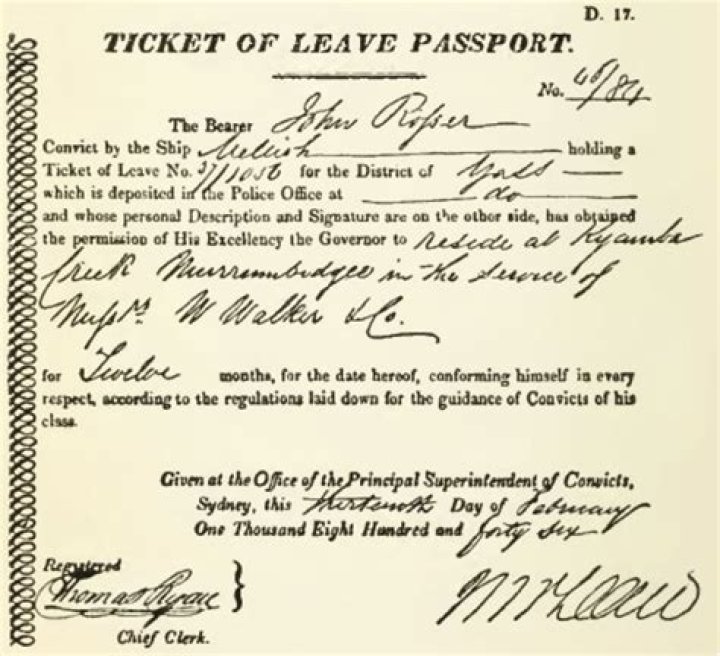 D. 17.
TICKET OF LEAVE PASSPORT.
No. 46/84
The Bearer John Rosser
Convict by the Ship Mellish holding a
Ticket of Leave No. 37/1056 for the District of Yass
which is deposited in the Police Office at do
and whose personal Description and Signature are on the other side, has obtained
the permission of His Excellency the Governor to reside at Kyamba
Creek Murrumbidgee in the service of
Messrs W Walker & Co.
for Twelve months, for the date hereof, conforming himself in every
respect, according to the regulations laid down for the guidance of Convicts of his
class.
Given at the Office of the Principal Superintendent of Convicts,
Sydney, this thirteenth Day of February
One Thousand Eight Hundred and forty six
Registered
Thomas Ryan }
Chief Clerk.